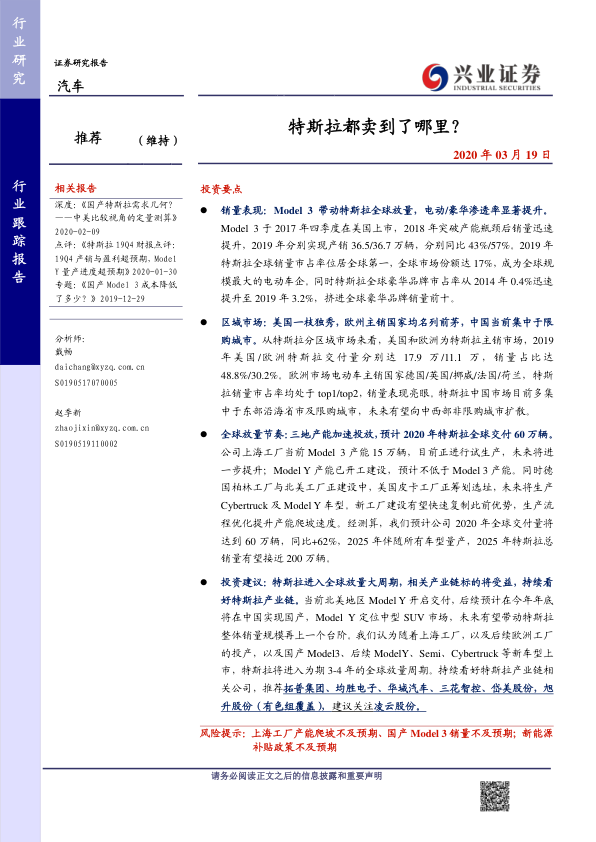 行业研究
行业跟踪报告
证券研究报告
汽车
兴业证券
INDUSTRIAL SECURITIES
推荐 （维持）
特斯拉都卖到了哪里？
2020 年 03 月 19 日
相关报告
深度：《国产特斯拉需求几何？
——中美比较视角的定量测算》
2020-02-09
点评：《特斯拉 19Q4 财报点评：
19Q4 产销与盈利超预期，Model
Y 量产进度超预期》2020-01-30
专题：《国产 Model 3 成本降低
了多少？》2019-12-29
分析师：
戴畅
daichang@xyzq.com.cn
S0190517070005
赵季新
zhaojixin@xyzq.com.cn
S0190519110002
投资要点
● 销量表现：Model 3 带动特斯拉全球放量，电动/豪华渗透率显著提升。
Model 3 于 2017 年四季度在美国上市，2018 年突破产能瓶颈后销量迅速
提升，2019 年分别实现产销 36.5/36.7 万辆，分别同比 43%/57%。2019 年
特斯拉全球销量市占率位居全球第一，全球市场份额达 17%，成为全球规
模最大的电动车企。同时特斯拉全球豪华品牌市占率从 2014 年 0.4%迅速
提升至 2019 年 3.2%，挤进全球豪华品牌销量前十。
● 区域市场：美国一枝独秀，欧州主销国家均名列前茅，中国当前集中于限
购城市。从特斯拉分区域市场来看，美国和欧洲为特斯拉主销市场，2019
年美国/欧洲特斯拉交付量分别达 17.9 万/11.1 万，销量占比达
48.8%/30.2%。欧洲市场电动车主销国家德国/英国/挪威/法国/荷兰，特斯
拉销量市占率均处于 top1/top2，销量表现亮眼。特斯拉中国市场目前多集
中于东部沿海省市及限购城市，未来有望向中西部非限购城市扩散。
● 全球放量节奏：三地产能加速投放，预计 2020 年特斯拉全球交付 60 万辆。
公司上海工厂当前 Model 3 产能 15 万辆，目前正进行试生产，未来将进
一步提升；Model Y 产能已开工建设，预计不低于 Model 3 产能。同时德
国柏林工厂与北美工厂正建设中，美国皮卡工厂正筹划选址，未来将生产
Cybertruck 及 Model Y 车型。新工厂建设有望快速复制此前优势，生产流
程优化提升产能爬坡速度。经测算，我们预计公司 2020 年全球交付量将
达到 60 万辆，同比+62%，2025 年伴随所有车型量产，2025 年特斯拉总
销量有望接近 200 万辆。
● 投资建议：特斯拉进入全球放量大周期，相关产业链标的将受益，持续看
好特斯拉产业链。当前北美地区 Model Y 开启交付，后续预计在今年年底
将在中国实现国产，Model Y 定位中型 SUV 市场，未来有望带动特斯拉
整体销量规模再上一个台阶。我们认为随着上海工厂，以及后续欧洲工厂
的投产，以及国产 Model3、后续 ModelY、Semi、Cybertruck 等新车型上
市，特斯拉将进入为期 3-4 年的全球放量周期。持续看好特斯拉产业链相
关公司，推荐拓普集团、均胜电子、华域汽车、三花智控、岱美股份，旭
升股份（有色组覆盖），建议关注凌云股份。
风险提示：上海工厂产能爬坡不及预期、国产 Model 3 销量不及预期；新能源
补贴政策不及预期
请务必阅读正文之后的信息披露和重要声明